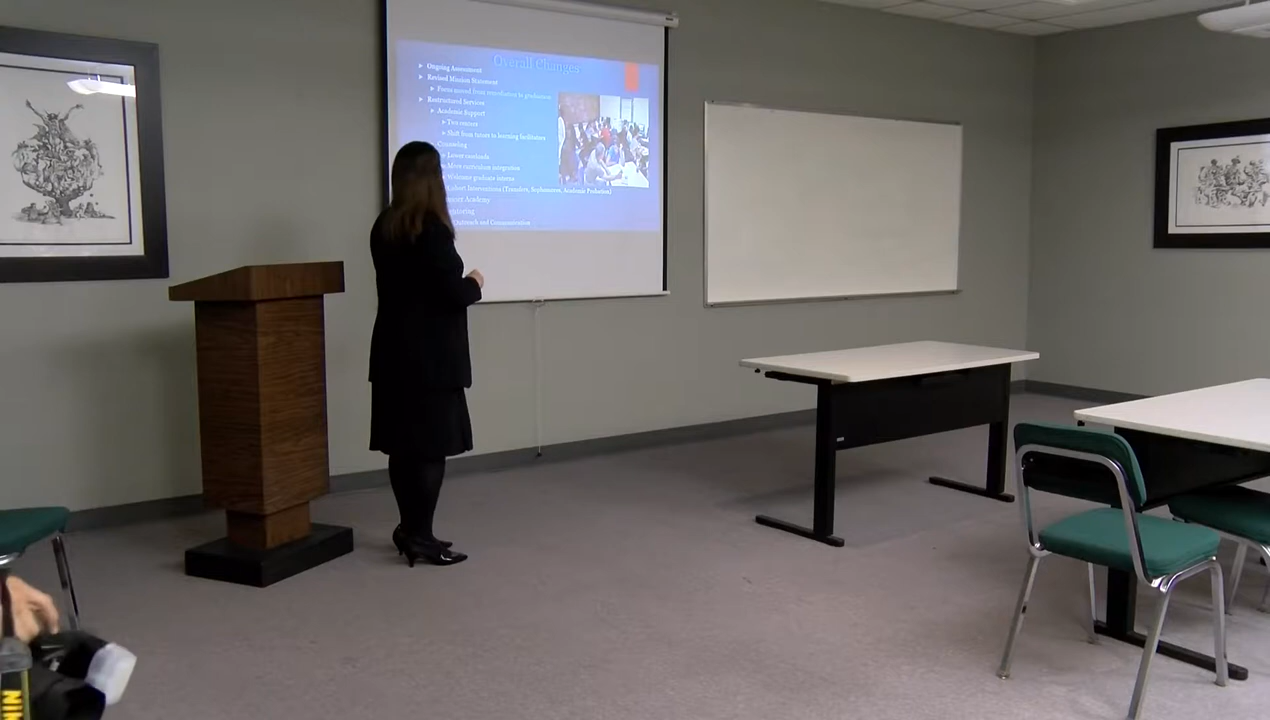 Overall Changes
Ongoing Assessment
Revised Mission Statement
Focus moved from remediation to graduation
Restructured Services
Academic Support
Two centers
Shift from tutors to learning facilitators
Counseling
Lower caseloads
More curriculum integration
Welcome graduate interns
Cohort Interventions (Transfers, Sophomores, Academic Probation)
Academy
Outreach and Communication
NIK